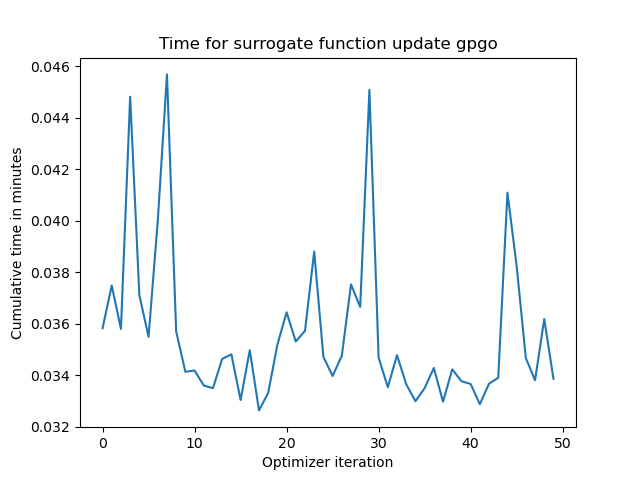 Time for surrogate function update gpgo
0.046
0.044
0.042
0.040
0.038
0.036
0.034
0.032
Cumulative time in minutes
0 10 20 30 40 50
Optimizer iteration